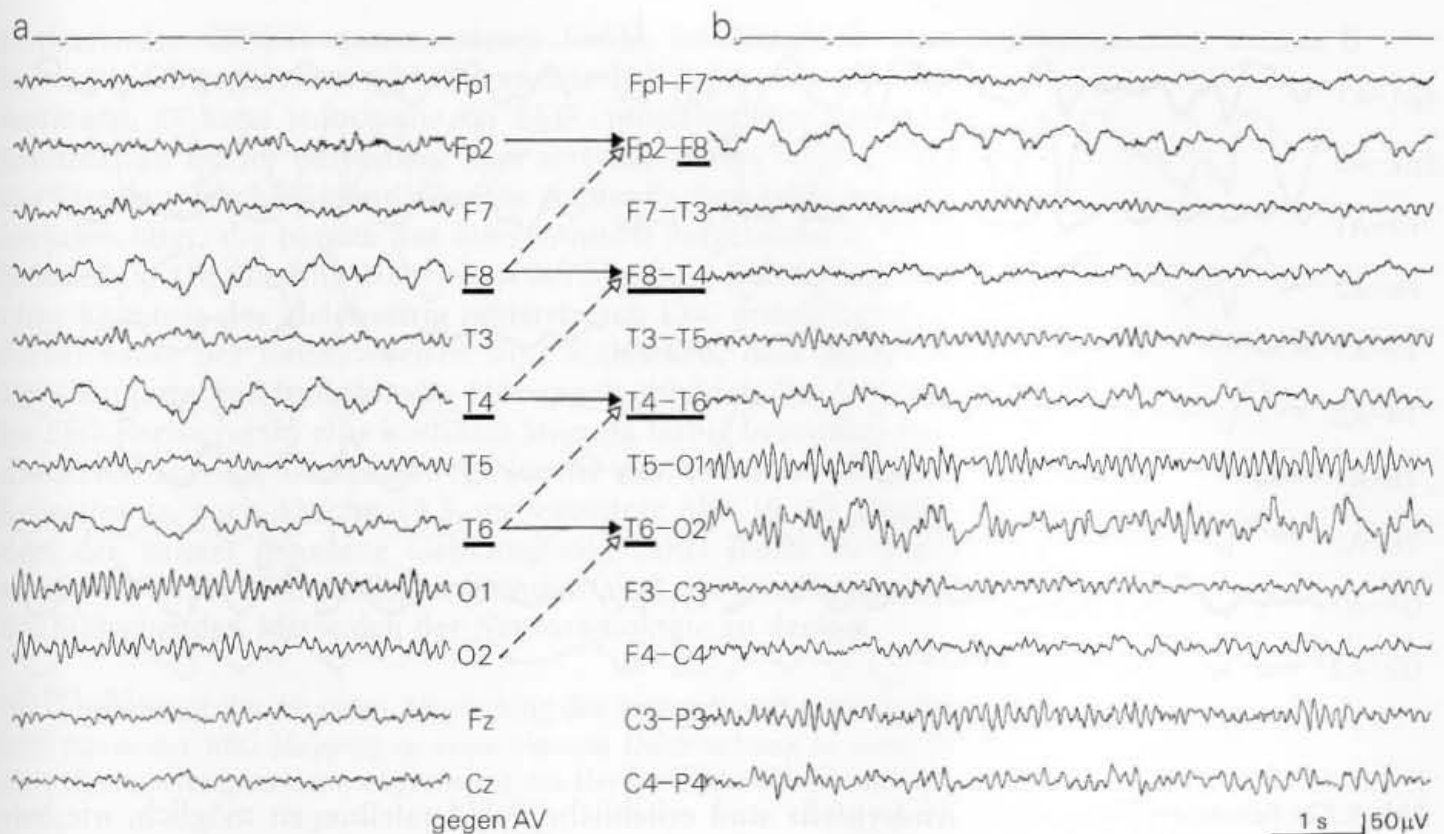 a b
Fp1 Fp1–F7
Fp2 Fp2–F8
F7 F7–T3
F8 F8–T4
T3 T3–T5
T4 T4–T6
T5 T5–O1
T6 T6–O2
O1 F3–C3
O2 F4–C4
Fz C3–P3
Cz C4–P4
gegen AV 1 s 50µV